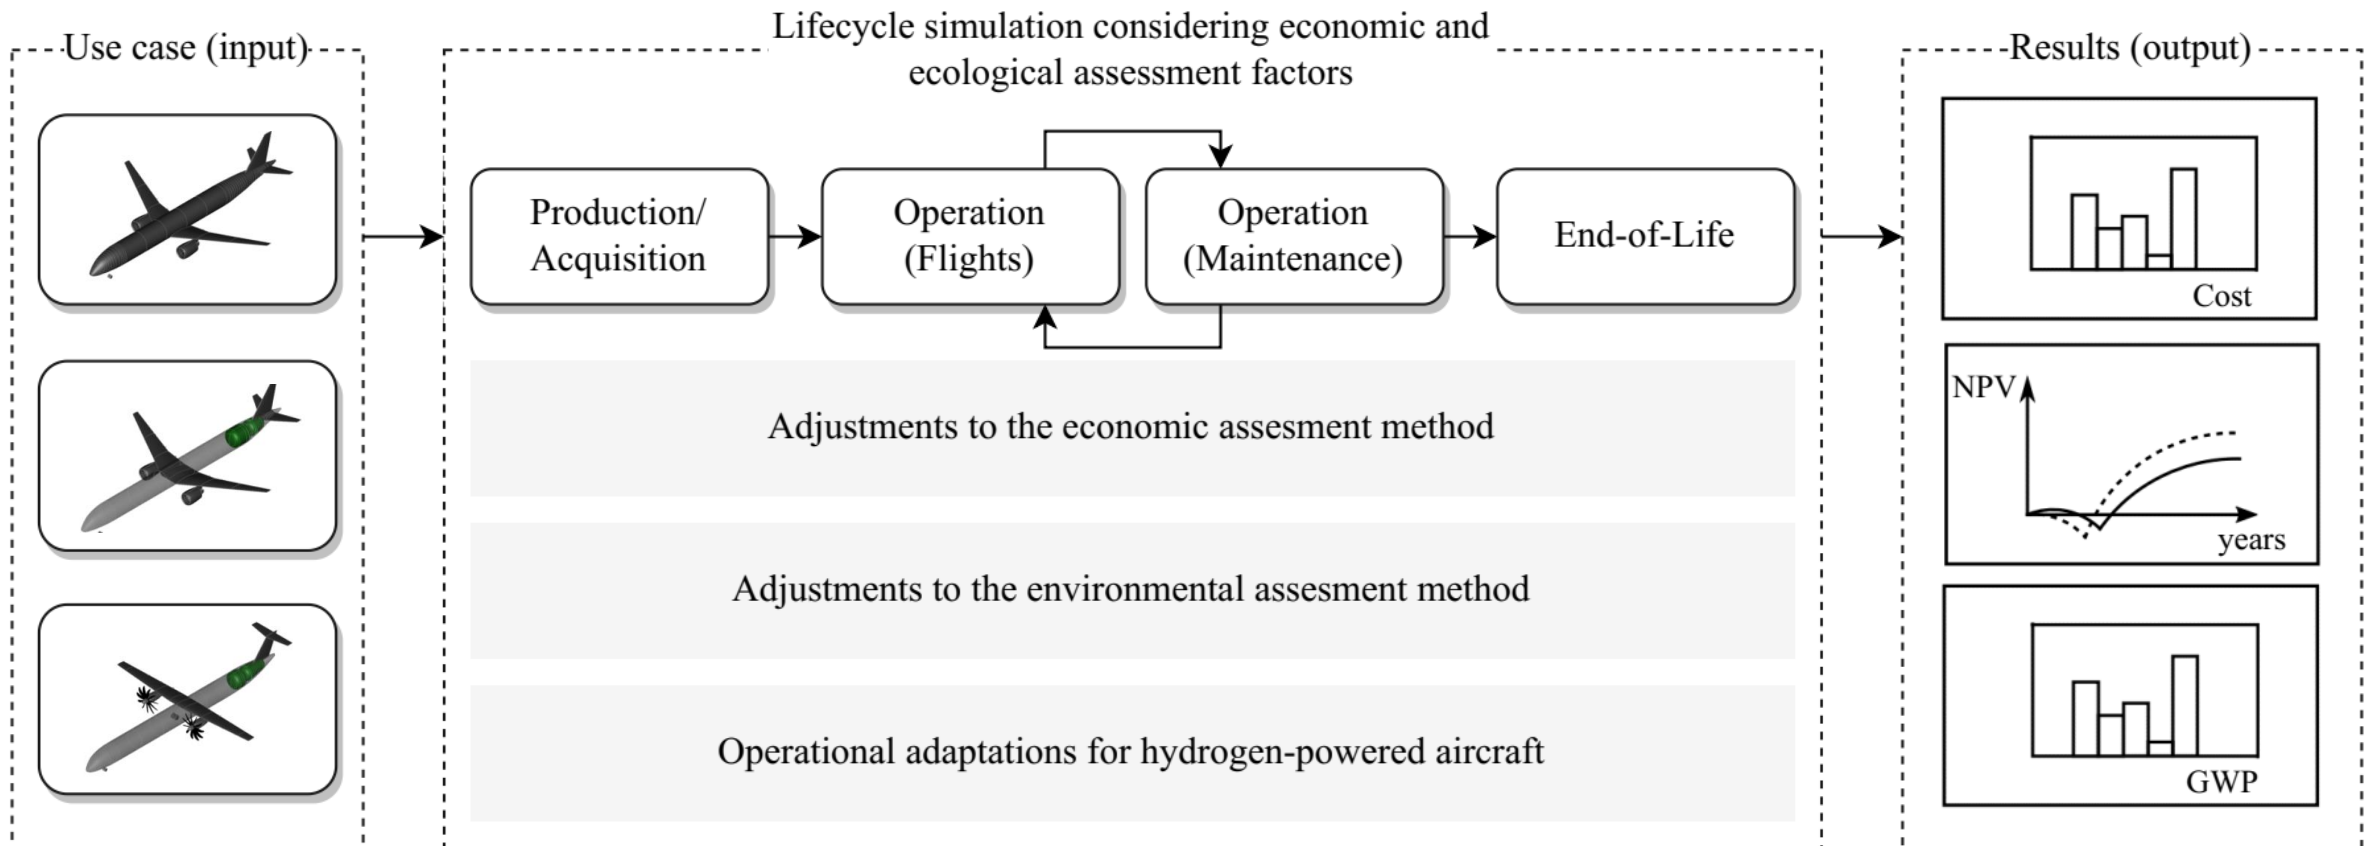 Use case (input)
Lifecycle simulation considering economic and
ecological assessment factors
Results (output)
Production/
Acquisition
Operation
(Flights)
Operation
(Maintenance)
End-of-Life
Adjustments to the economic assesment method
Adjustments to the environmental assesment method
Operational adaptations for hydrogen-powered aircraft
Cost
NPV
years
GWP